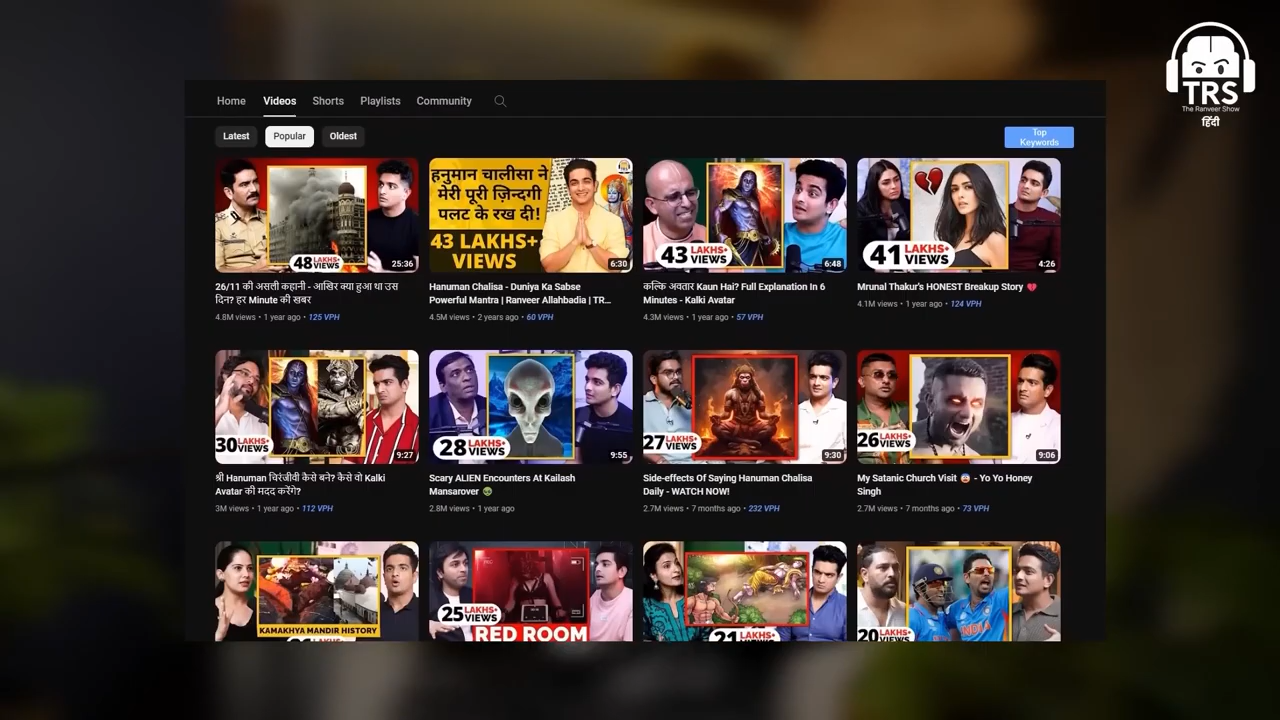 TRS
The Ranveer Show
हिंदी
Home Videos Shorts Playlists Community
Latest Popular Oldest
Top
Keywords
48 LAKHS+
VIEWS
25:36
26/11 की असली कहानी - आखिर क्या हुआ था उस
दिन? हर Minute की खबर
4.8M views • 1 year ago • 125 VPH
हनुमान चालीसा ने
मेरी पूरी ज़िन्दगी
पलट के रख दी!
43 LAKHS+
VIEWS
6:30
Hanuman Chalisa - Duniya Ka Sabse
Powerful Mantra | Ranveer Allahbadia | TR...
4.5M views • 2 years ago • 60 VPH
43 LAKHS+
VIEWS
6:48
कल्कि अवतार Kaun Hai? Full Explanation In 6
Minutes - Kalki Avatar
4.3M views • 1 year ago • 57 VPH
41 LAKHS+
VIEWS
4:26
Mrunal Thakur's HONEST Breakup Story 💔
4.1M views • 1 year ago • 124 VPH
30 LAKHS+
VIEWS
9:27
श्री Hanuman चिरंजीवी कैसे बने? कैसे वो Kalki
Avatar की मदद करेंगे?
3M views • 1 year ago • 112 VPH
28 LAKHS+
VIEWS
9:55
Scary ALIEN Encounters At Kailash
Mansarover 👽
2.8M views • 1 year ago
27 LAKHS+
VIEWS
9:30
Side-effects Of Saying Hanuman Chalisa
Daily - WATCH NOW!
2.7M views • 7 months ago • 232 VPH
26 LAKHS+
VIEWS
9:06
My Satanic Church Visit 😨 - Yo Yo Honey
Singh
2.7M views • 7 months ago • 73 VPH
KAMAKHYA MANDIR HISTORY
25 LAKHS+
VIEWS
RED ROOM
21 LAKHS+
20 LAKHS+
VIEWS
INDIA